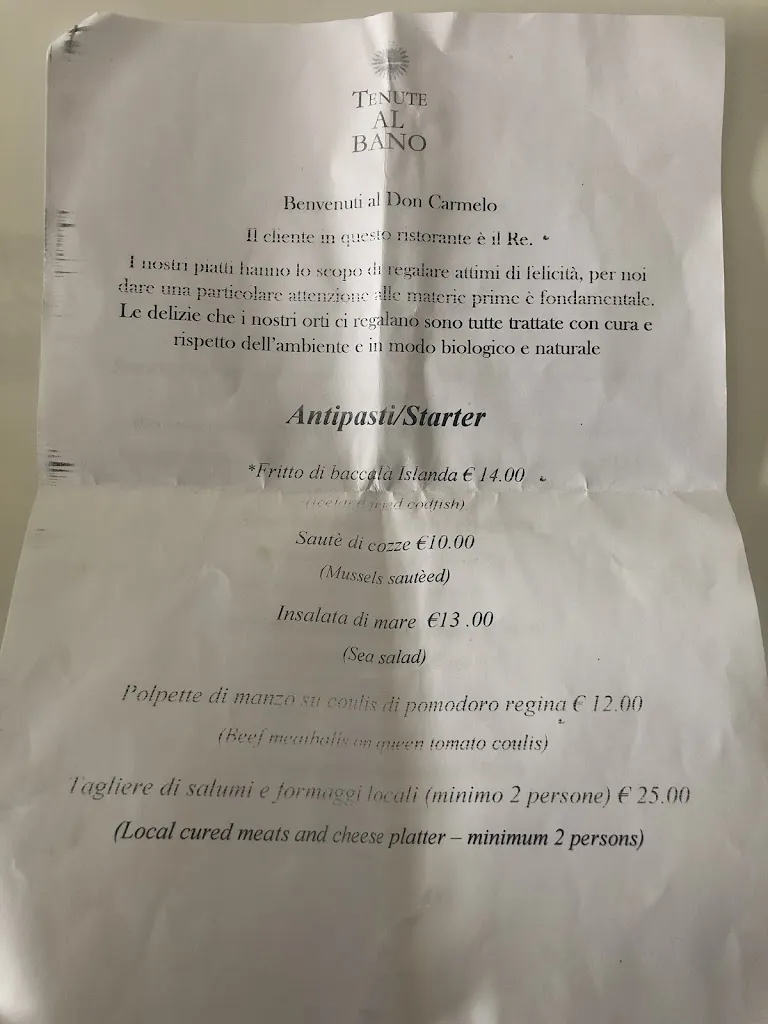 TENUTE
AL
BANO
Benvenuti al Don Carmelo
Il cliente in questo ristorante è il Re.
I nostri piatti hanno lo scopo di regalare attimi di felicità, per noi
dare una particolare attenzione alle materie prime è fondamentale.
Le delizie che i nostri orti ci regalano sono tutte trattate con cura e
rispetto dell'ambiente e in modo biologico e naturale
Antipasti/Starter
*Fritto di baccalà Islanda € 14.00
fried codfish)
Sautè di cozze €10.00
(Mussels sautèed)
Insalata di mare €13 .00
(Sea salad)
Polpette di manzo su coulis di pomodoro regina € 12.00
(Beef meatballs on queen tomato coulis)
Tagliere di salumi e formaggi locali (minimo 2 persone) € 25.00
(Local cured meats and cheese platter – minimum 2 persons)